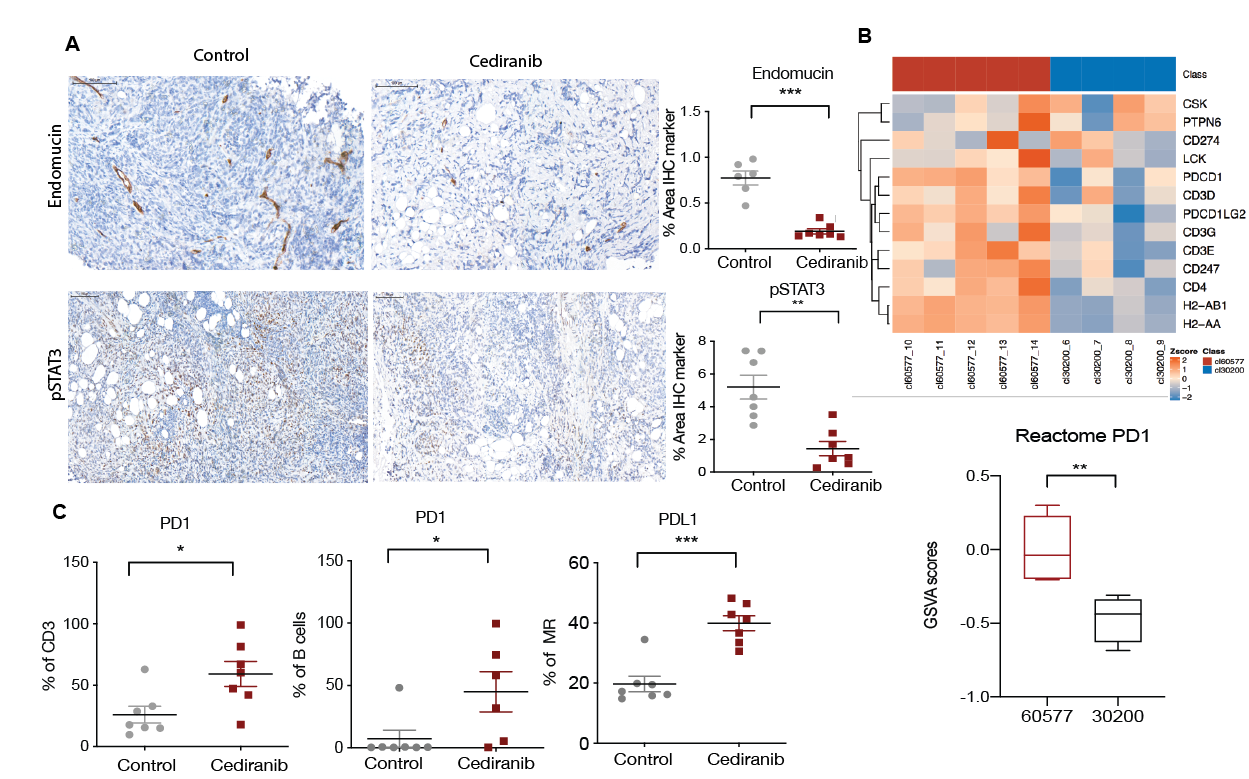 A
Control
Cediranib
Endomucin
pSTAT3
Endomucin
***
% Area IHC marker
1.5
1.0
0.5
0.0
Control
Cediranib
pSTAT3
**
% Area IHC marker
8
6
4
2
0
Control
Cediranib
B
Class
CSK
PTPN6
CD274
LCK
PDCD1
CD3D
PDCD1LG2
CD3G
CD3E
CD247
CD4
H2−AB1
H2−AA
cl60577_10
cl60577_11
cl60577_12
cl60577_13
cl60577_14
cl30200_6
cl30200_7
cl30200_8
cl30200_9
Zscore Class
2
1
0
−1
−2
cl60577
cl30200
Reactome PD1
**
GSVA scores
0.5
0.0
-0.5
-1.0
60577
30200
C
PD1
*
% of CD3
150
100
50
0
Control
Cediranib
PD1
*
% of B cells
150
100
50
0
Control
Cediranib
PDL1
***
% of MR
60
40
20
0
Control
Cediranib